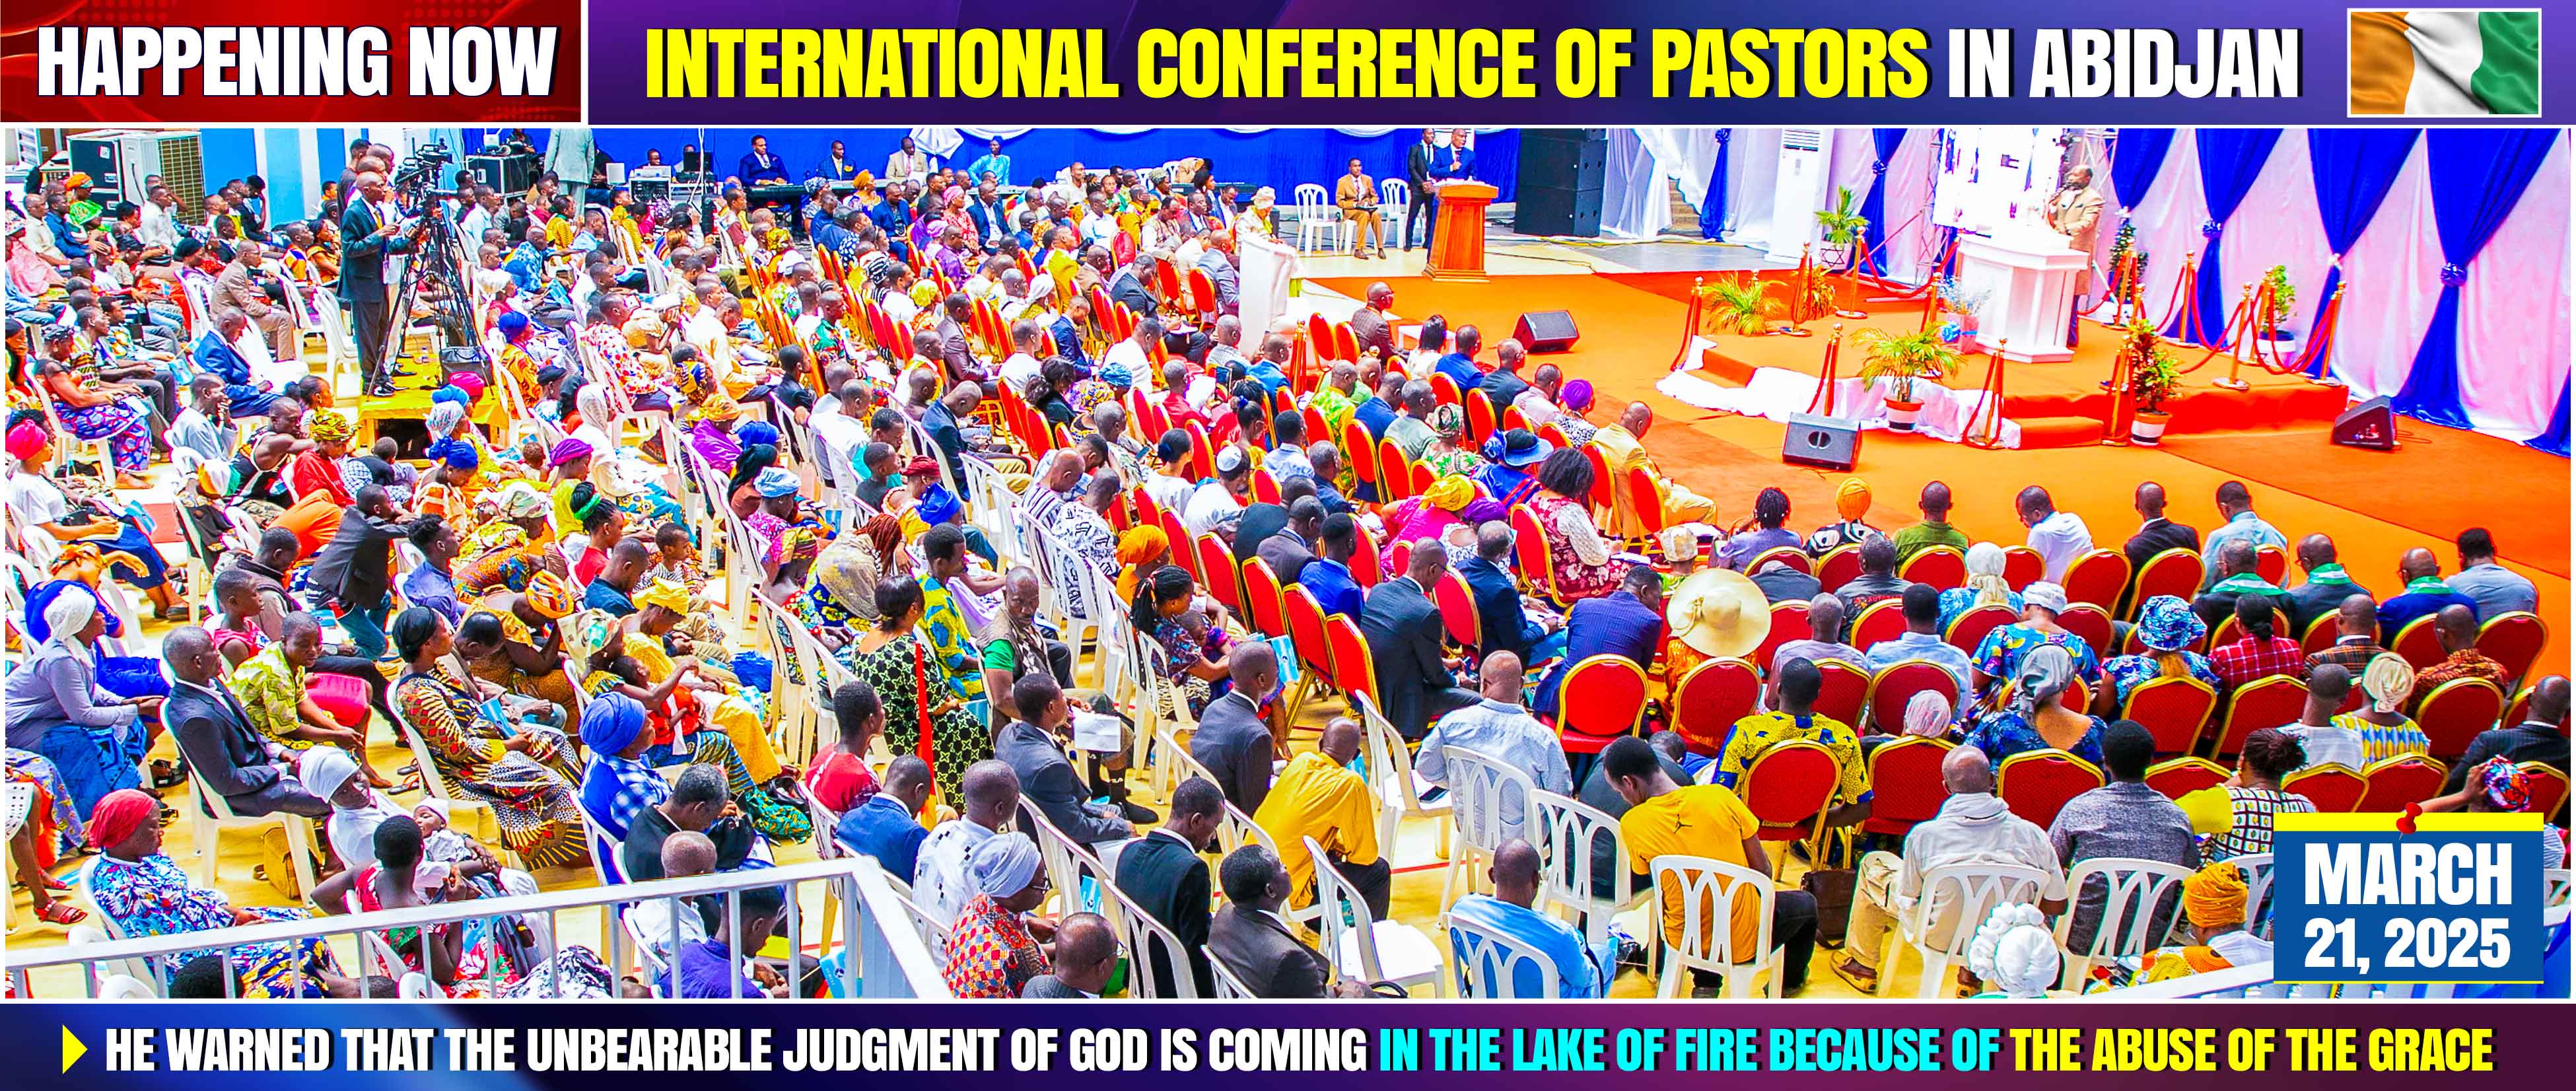 HAPPENING NOW
INTERNATIONAL CONFERENCE OF PASTORS IN ABIDJAN
MARCH
21, 2025
HE WARNED THAT THE UNBEARABLE JUDGMENT OF GOD IS COMING IN THE LAKE OF FIRE BECAUSE OF THE ABUSE OF THE GRACE